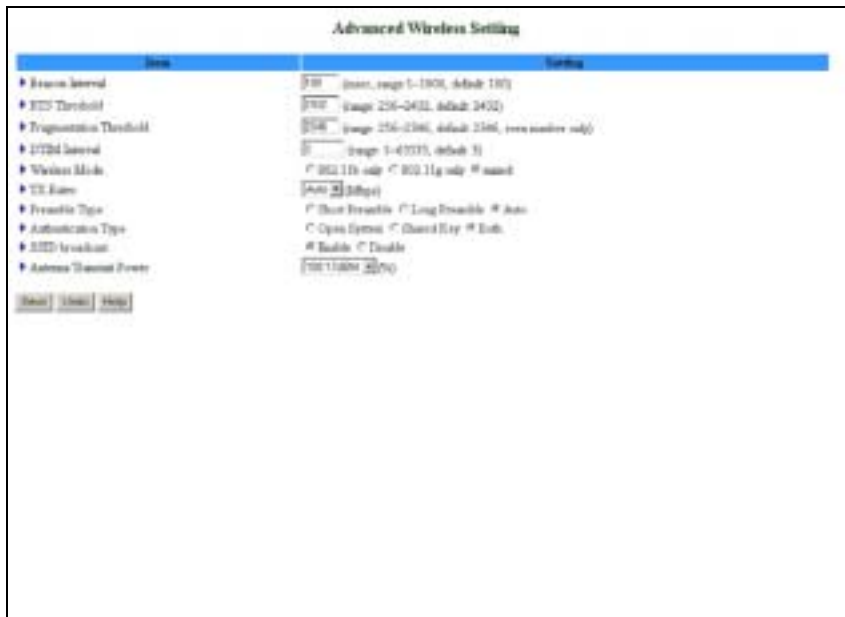 Advanced Wireless Setting
Item Setting
Beacon Interval 100 (msec, range 1~1000, default 100)
RTS Threshold 2432 (range 256~2432, default 2432)
Fragmentation Threshold 2346 (range 256~2346, default 2346, even number only)
DTIM Interval (range 1~65535, default 3)
Wireless Mode 802.11b only 802.11g only mixed
TX Rates Auto (Mbps)
Preamble Type Short Preamble Long Preamble Auto
Authentication Type Open System Shared Key Both
SSID broadcast Enable Disable
Antenna Transmit Power (%)
Save Undo Help